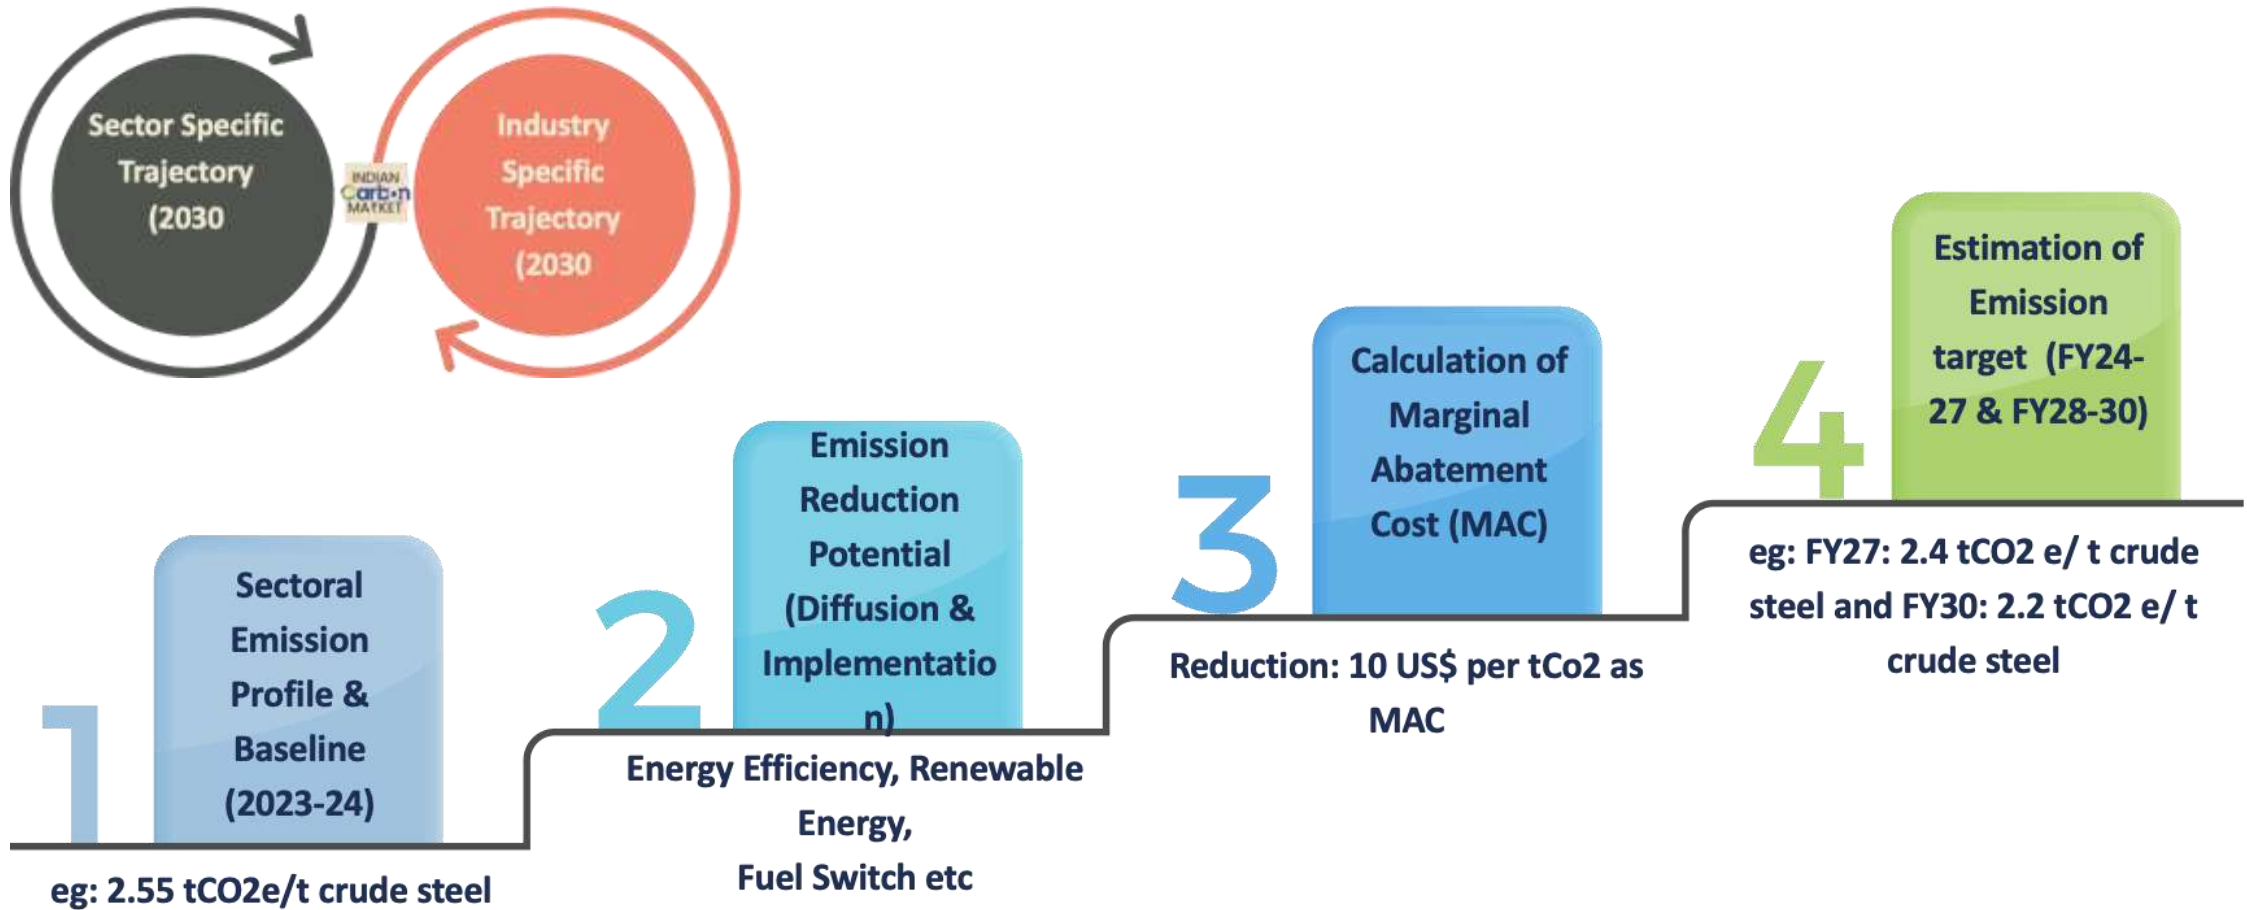 Sector Specific
Trajectory
(2030
INDIAN
Carbon
MARKET
Industry
Specific
Trajectory
(2030
1
Sectoral
Emission
Profile &
Baseline
(2023-24)
eg: 2.55 tCO2e/t crude steel
2
Emission
Reduction
Potential
(Diffusion &
Implementatio
n)
Energy Efficiency, Renewable
Energy,
Fuel Switch etc
3
Calculation of
Marginal
Abatement
Cost (MAC)
Reduction: 10 US$ per tCo2 as
MAC
4
Estimation of
Emission
target  (FY24-
27 & FY28-30)
eg: FY27: 2.4 tCO2 e/ t crude
steel and FY30: 2.2 tCO2 e/ t
crude steel